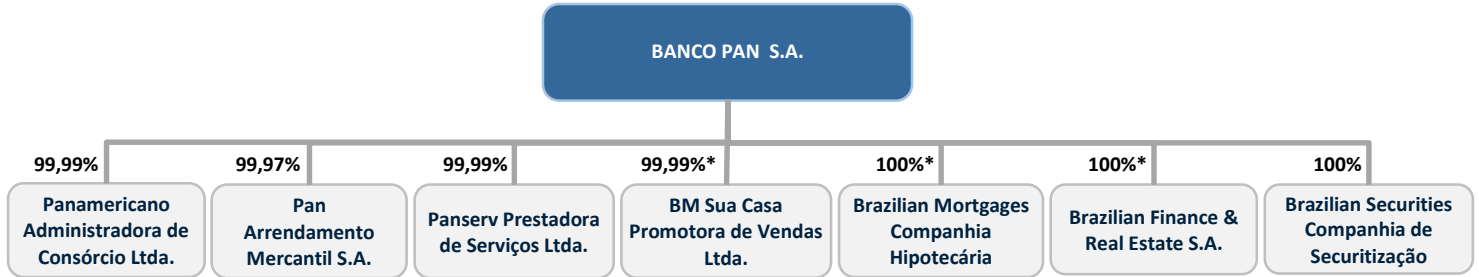 BANCO PAN S.A.
99,99%
99,97%
99,99%
99,99%*
100%*
100%*
100%
Panamericano
Administradora de
Consórcio Ltda.
Pan
Arrendamento
Mercantil S.A.
Panserv Prestadora
de Serviços Ltda.
BM Sua Casa
Promotora de Vendas
Ltda.
Brazilian Mortgages
Companhia
Hipotecária
Brazilian Finance &
Real Estate S.A.
Brazilian Securities
Companhia de
Securitização